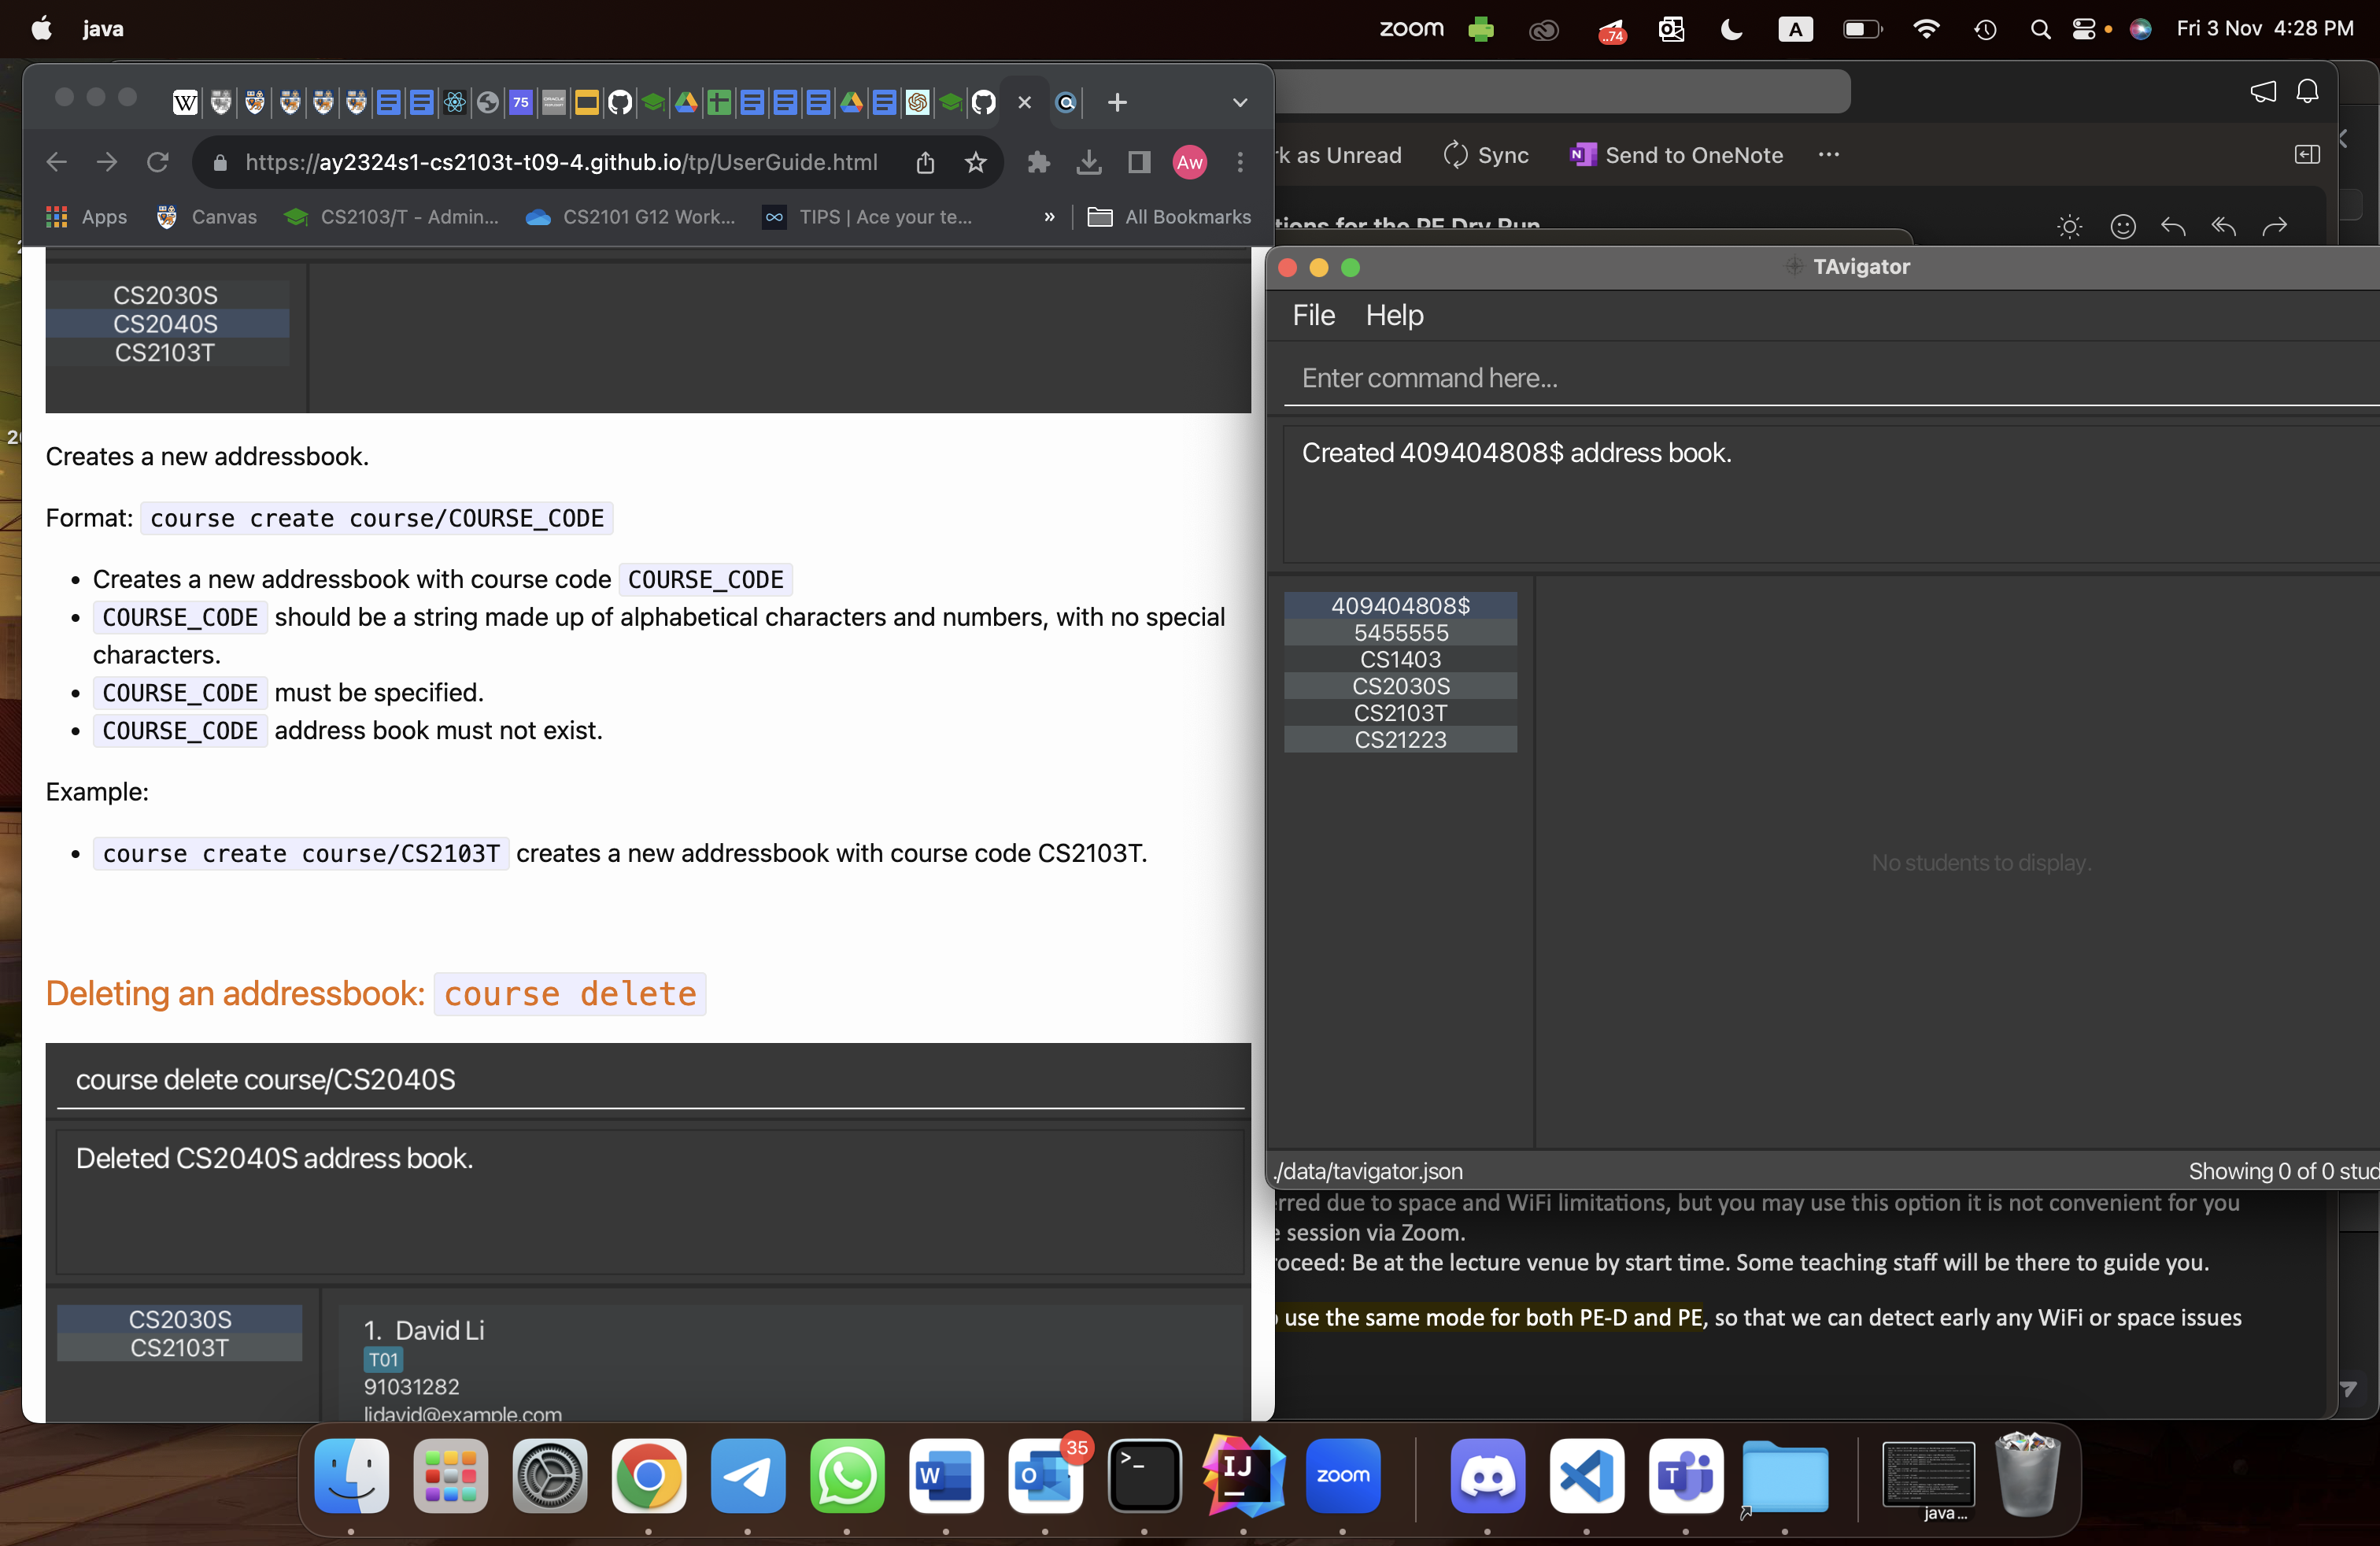 java
zoom
..74
A
Fri 3 Nov 4:28 PM
W
75
https://ay2324s1-cs2103t-t09-4.github.io/tp/UserGuide.html
Aw
Apps
Canvas
CS2103/T - Admin...
CS2101 G12 Work...
TIPS | Ace your te...
»
All Bookmarks
CS2030S
CS2040S
CS2103T
Creates a new addressbook.
Format: course create course/COURSE_CODE
• Creates a new addressbook with course code COURSE_CODE
• COURSE_CODE should be a string made up of alphabetical characters and numbers, with no special
characters.
• COURSE_CODE must be specified.
• COURSE_CODE address book must not exist.
Example:
• course create course/CS2103T creates a new addressbook with course code CS2103T.
Deleting an addressbook: course delete
course delete course/CS2040S
Deleted CS2040S address book.
CS2030S
CS2103T
1. David Li
T01
91031282
lidavid@example.com
rk as Unread
Sync
N
Send to OneNote
tions for the PE Dry Run
TAvigator
File
Help
Enter command here...
Created 409404808$ address book.
409404808$
5455555
CS1403
CS2030S
CS2103T
CS21223
No students to display.
./data/tavigator.json
Showing 0 of 0 stud
rred due to space and WiFi limitations, but you may use this option it is not convenient for you
e session via Zoom.
roceed: Be at the lecture venue by start time. Some teaching staff will be there to guide you.
use the same mode for both PE-D and PE, so that we can detect early any WiFi or space issues
W
O
35
>_
IJ
zoom
T
java...